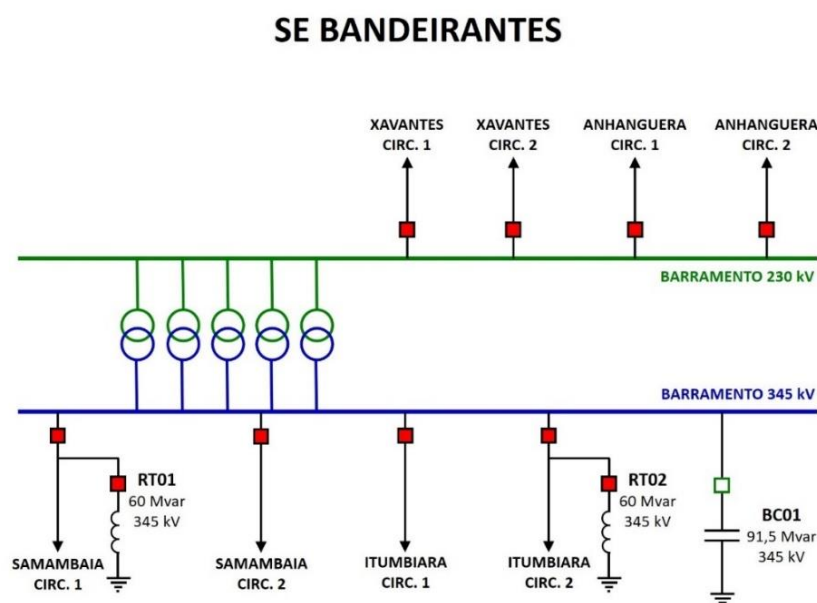 SE BANDEIRANTES
XAVANTES
CIRC. 1
XAVANTES
CIRC. 2
ANHANGUERA
CIRC. 1
ANHANGUERA
CIRC. 2
BARRAMENTO 230 kV
BARRAMENTO 345 kV
RT01
60 Mvar
345 kV
RT02
60 Mvar
345 kV
BC01
91,5 Mvar
345 kV
SAMAMBAIA
CIRC. 1
SAMAMBAIA
CIRC. 2
ITUMBIARA
CIRC. 1
ITUMBIARA
CIRC. 2